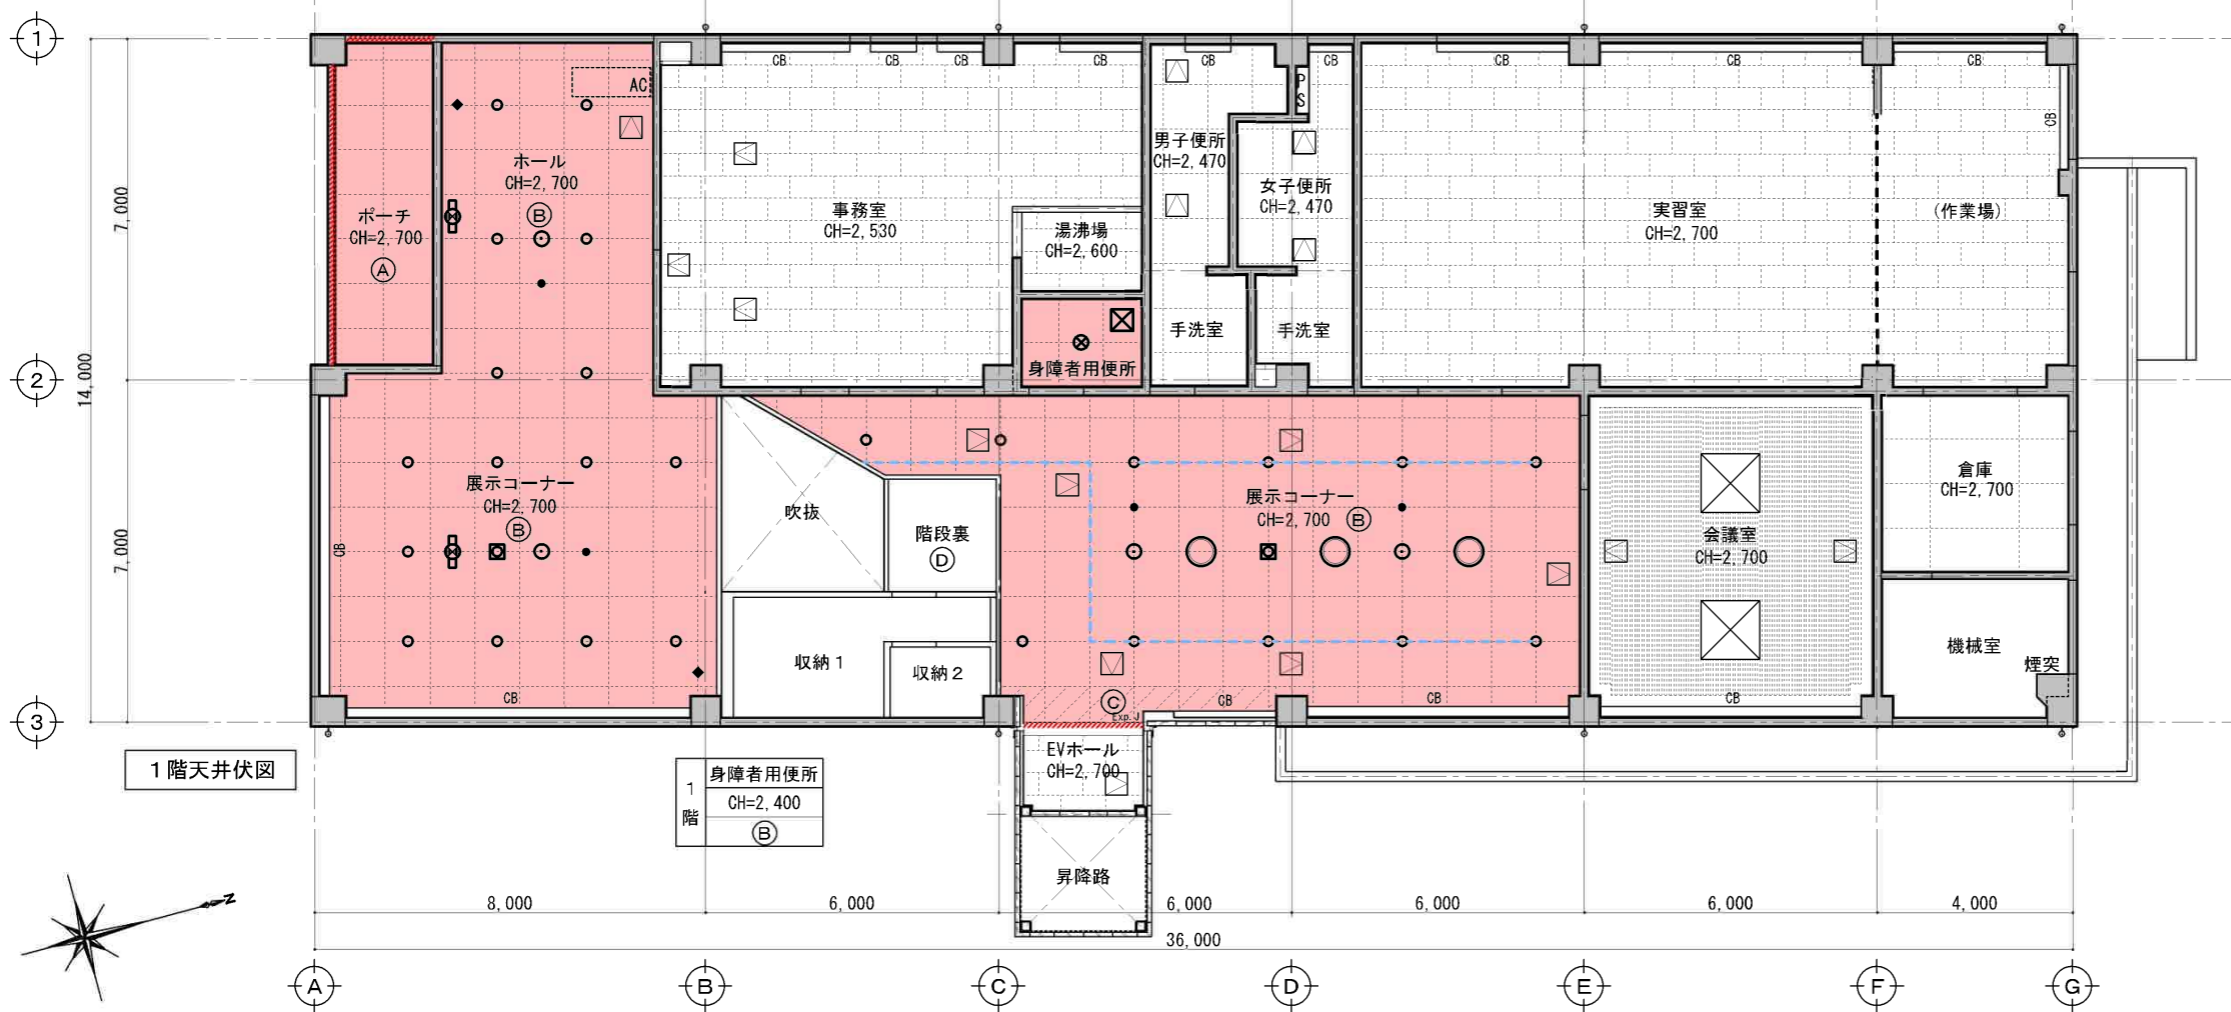 1
CB
CB
CB
CB
CB
CB
CB
CB
CB
AC
P
S
CB
ホール
CH=2,700
B
男子便所
CH=2,470
ポーチ
CH=2,700
A
事務室
CH=2,530
女子便所
CH=2,470
実習室
CH=2,700
(作業場)
湯沸場
CH=2,600
7,000
手洗室
手洗室
身障者用便所
2
14,000
展示コーナー
CH=2,700
B
吹抜
階段裏
D
展示コーナー
CH=2,700
B
会議室
CH=2,700
倉庫
CH=2,700
7,000
CB
収納1
収納2
機械室
煙突
CB
C
Exp.J
CB
CB
CB
3
1階天井伏図
1
階
身障者用便所
CH=2,400
B
EVホール
CH=2,700
昇降路
N
8,000
6,000
6,000
6,000
6,000
4,000
36,000
A
B
C
D
E
F
G